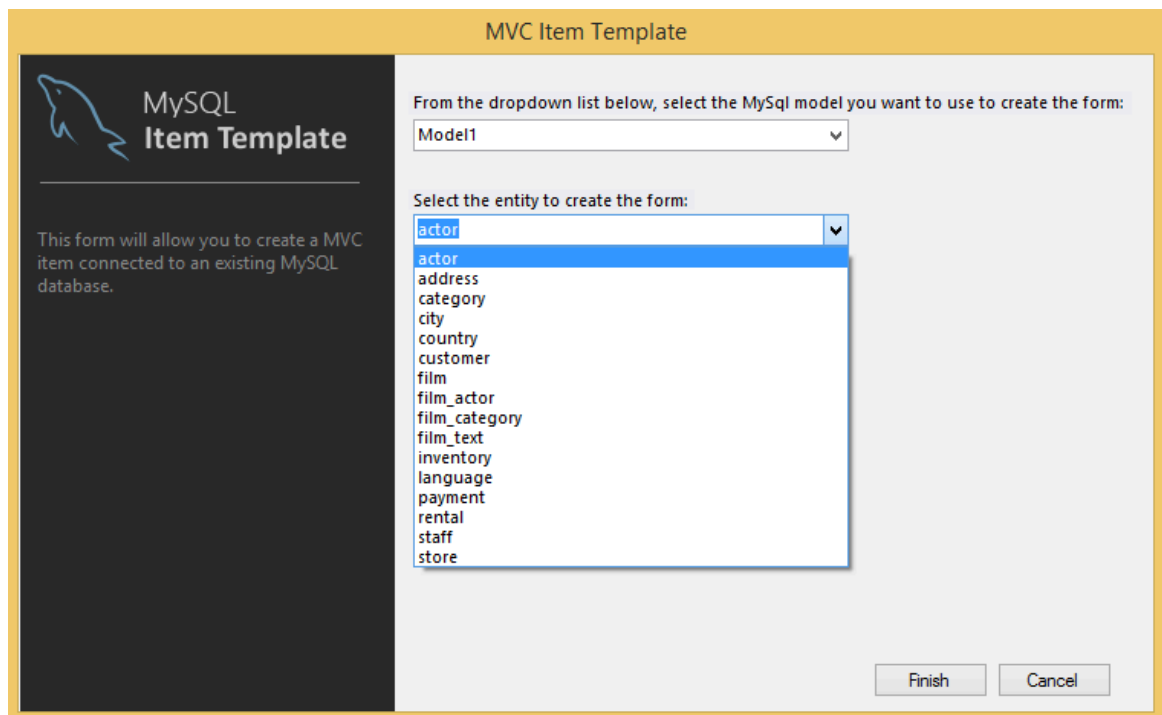 MVC Item Template
MySQL
Item Template
This form will allow you to create a MVC
item connected to an existing MySQL
database.
From the dropdown list below, select the MySql model you want to use to create the form:
Model1
Select the entity to create the form:
actor
actor
address
category
city
country
customer
film
film_actor
film_category
film_text
inventory
language
payment
rental
staff
store
Finish
Cancel